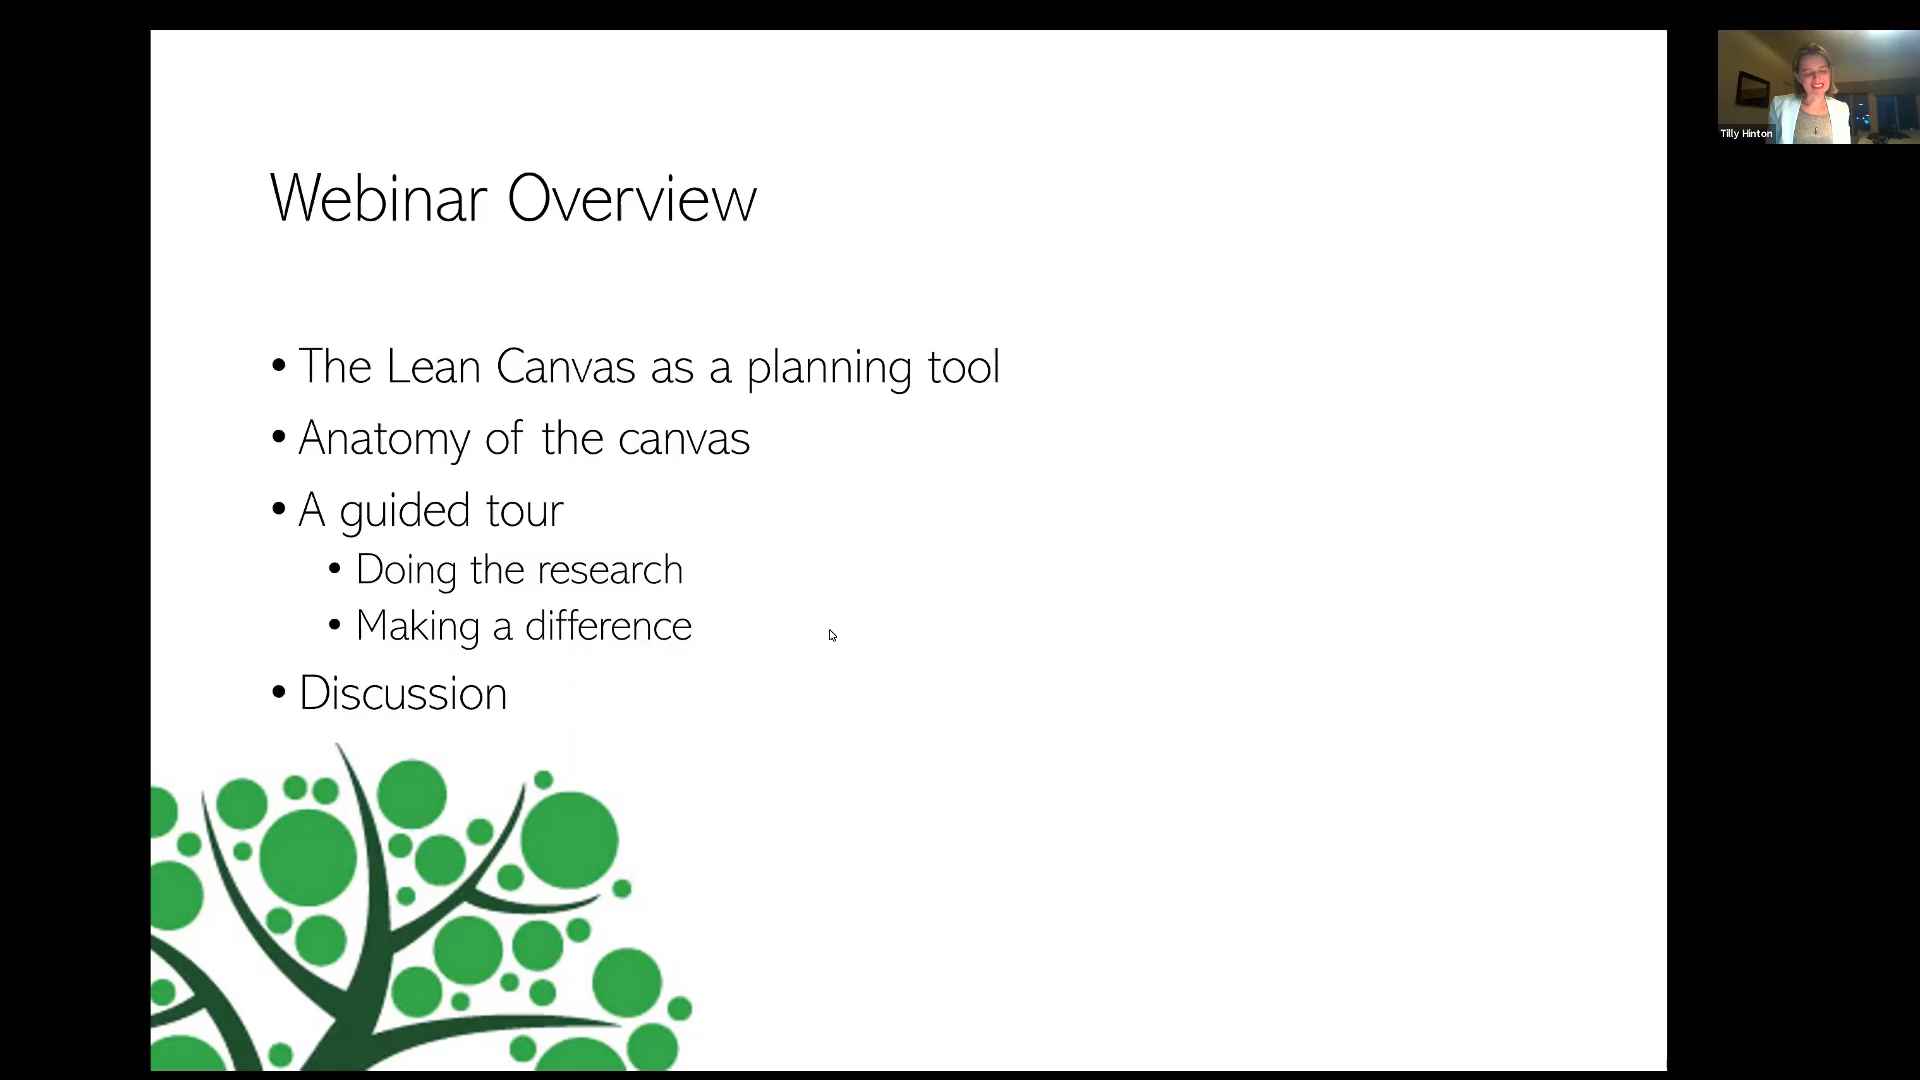 Webinar Overview
• The Lean Canvas as a planning tool
• Anatomy of the canvas
• A guided tour
• Doing the research
• Making a difference
• Discussion
Tilly Hinton